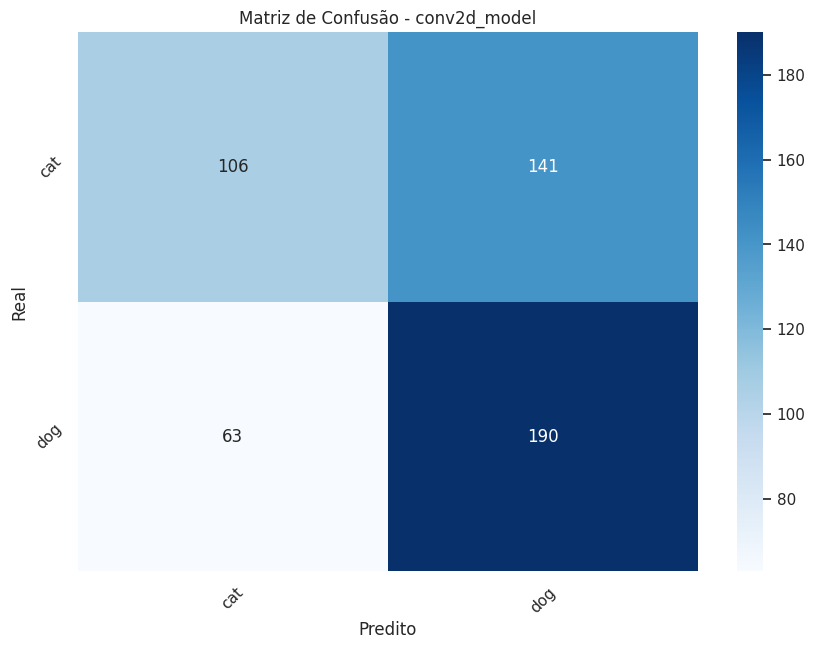 Matriz de Confusão - conv2d_model
cat
106
141
dog
63
190
Real
cat
dog
Predito
180
160
140
120
100
80